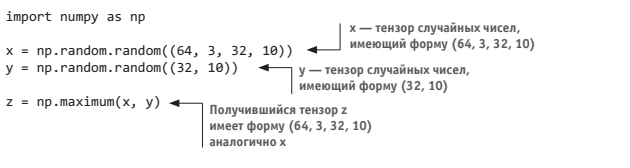 import numpy as np
x = np.random.random((64, 3, 32, 10))
x — тензор случайных чисел,
имеющий форму (64, 3, 32, 10)
y = np.random.random((32, 10))
y — тензор случайных чисел,
имеющий форму (32, 10)
z = np.maximum(x, y)
Получившийся тензор z
имеет форму (64, 3, 32, 10)
аналогично x